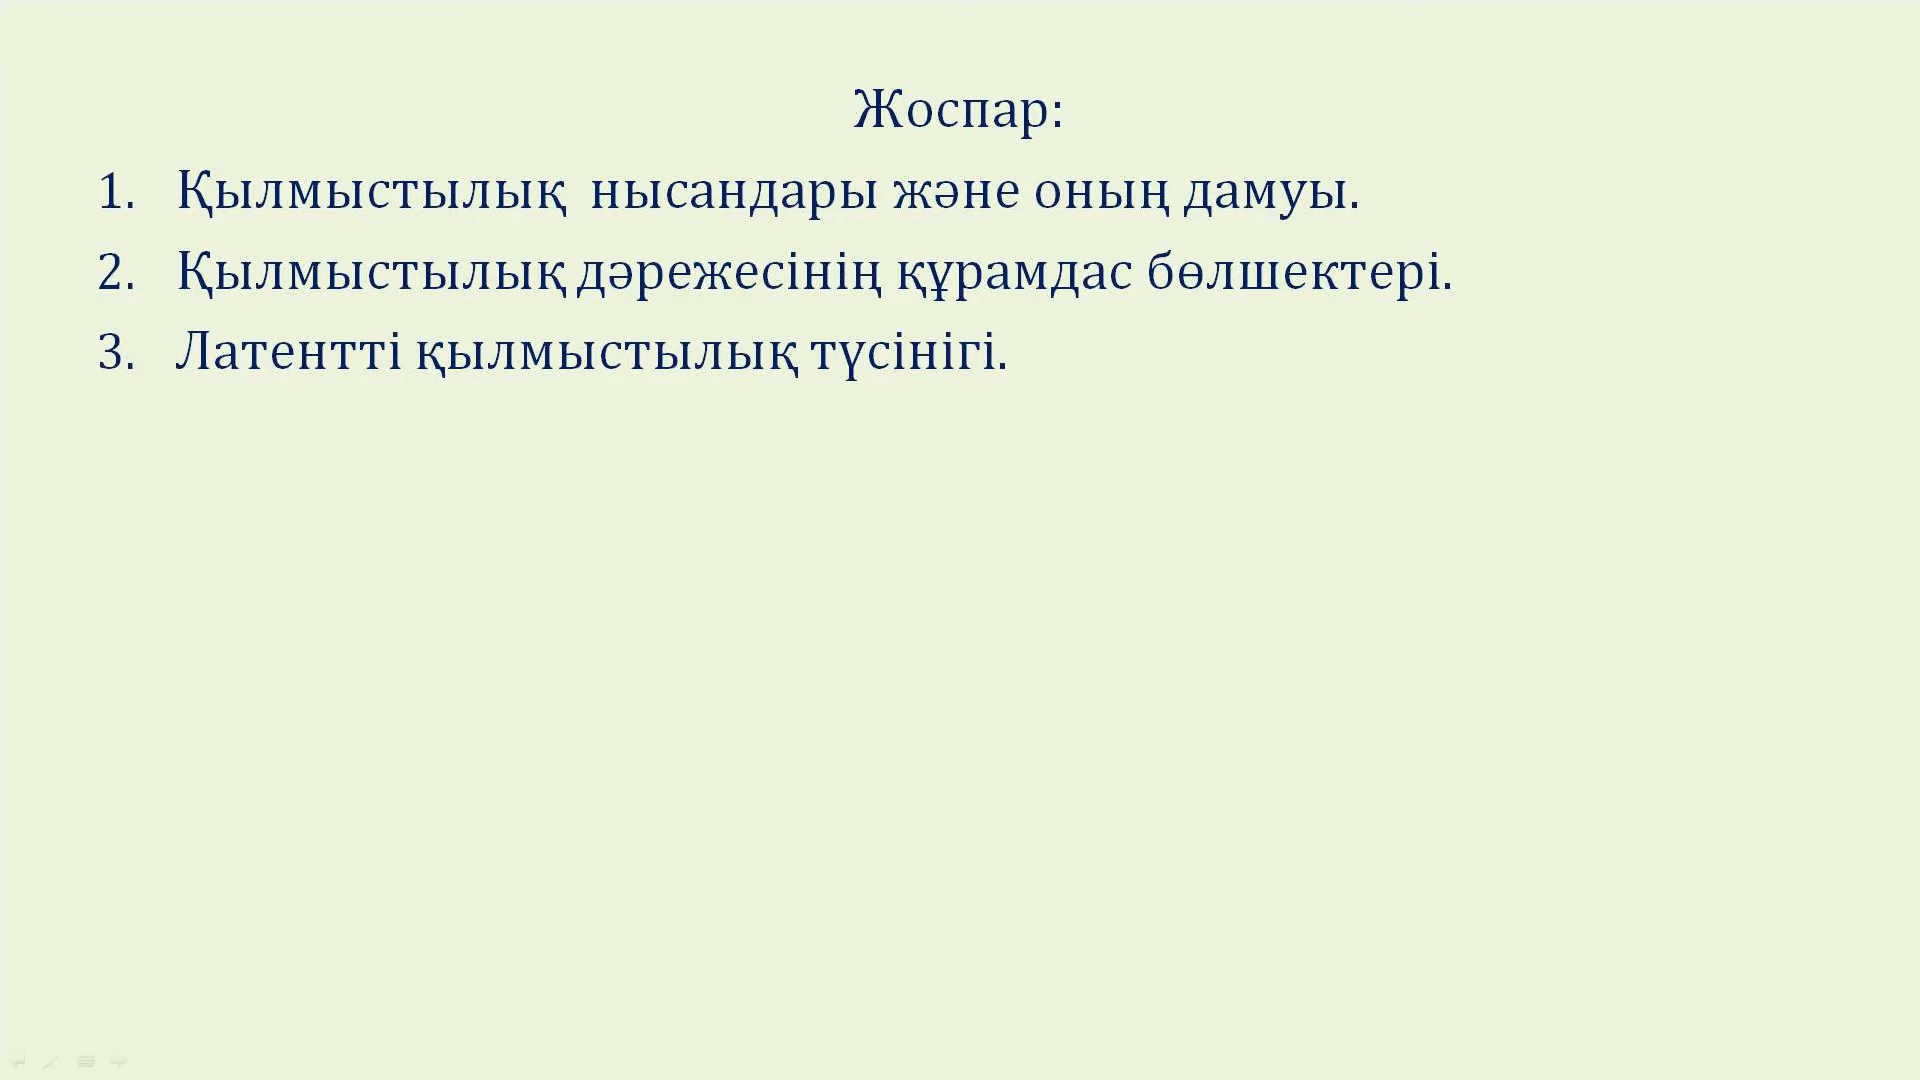 Жоспар:
1. Қылмыстылық нысандары және оның дамуы.
2. Қылмыстылық дәрежесінің құрамдас бөлшектері.
3. Латентті қылмыстылық түсінігі.